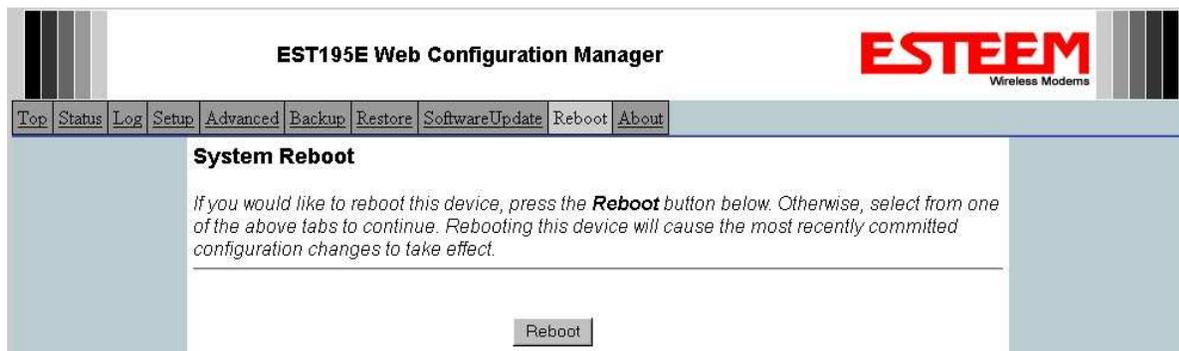 EST195E Web Configuration Manager
ESTEEM
Wireless Modems
Top Status Log Setup Advanced Backup Restore SoftwareUpdate Reboot About
System Reboot
If you would like to reboot this device, press the Reboot button below. Otherwise, select from one
of the above tabs to continue. Rebooting this device will cause the most recently committed
configuration changes to take effect.
Reboot